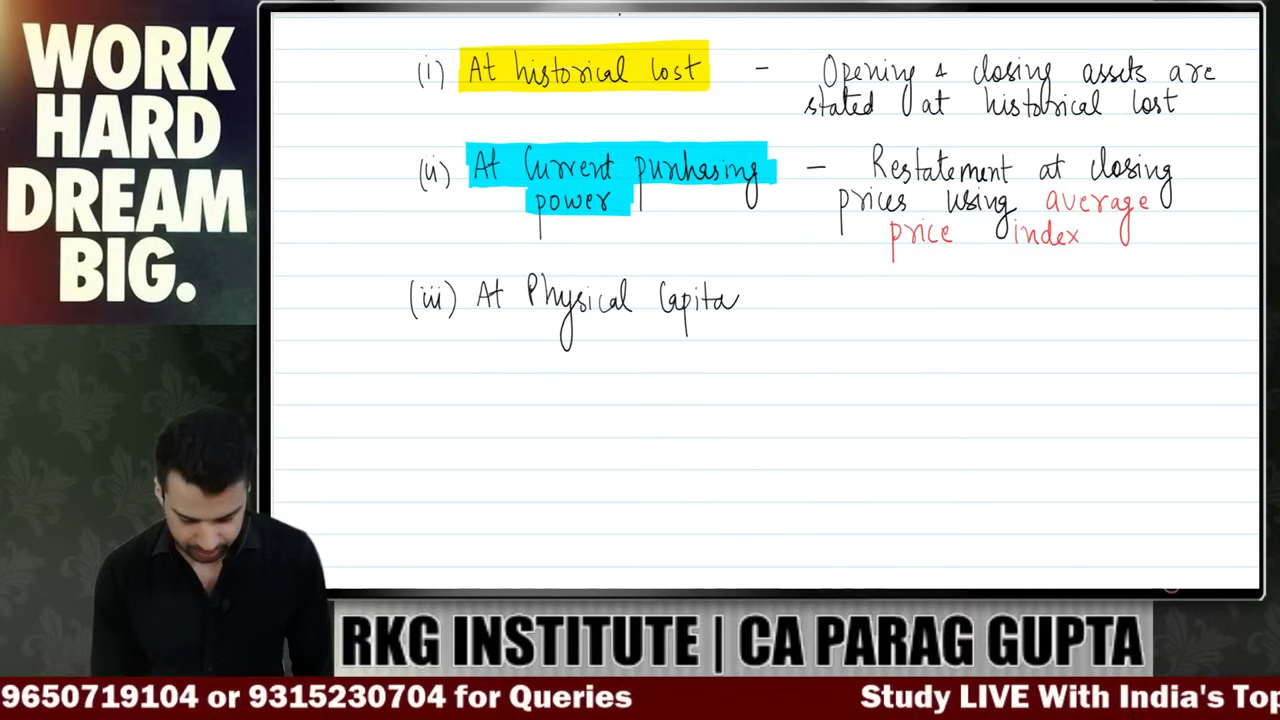 WORK
HARD
DREAM
BIG.
(i) At historical Cost - Opening & closing assets are
stated at historical Cost
(ii) At Current purchasing - Restatement at closing
power prices using average
price index
(iii) At Physical Capita
RKG INSTITUTE | CA PARAG GUPTA
9650719104 or 9315230704 for Queries Study LIVE With India's Top